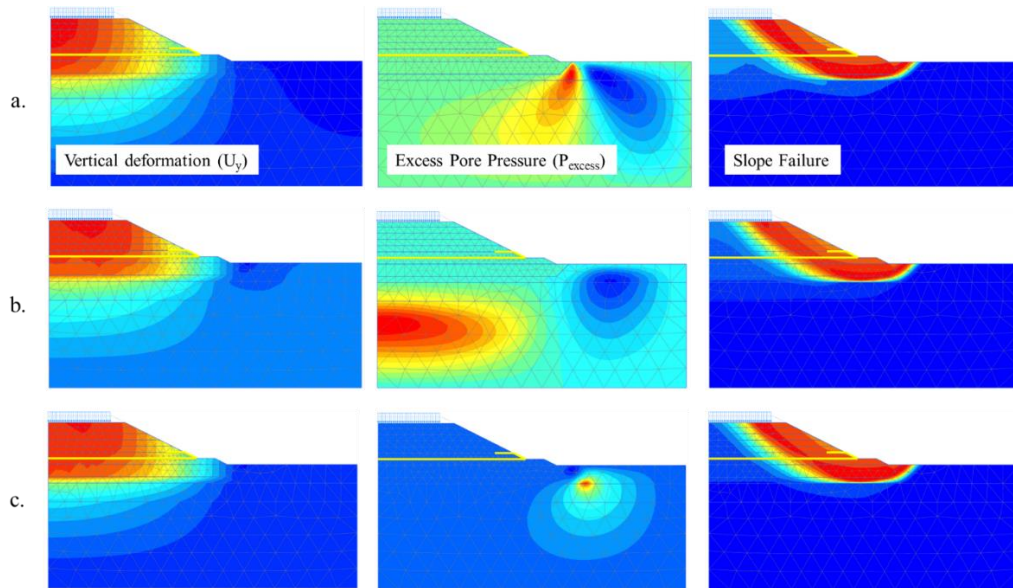 a.
Vertical deformation (Uy)
Excess Pore Pressure (Pexcess)
Slope Failure
b.
c.